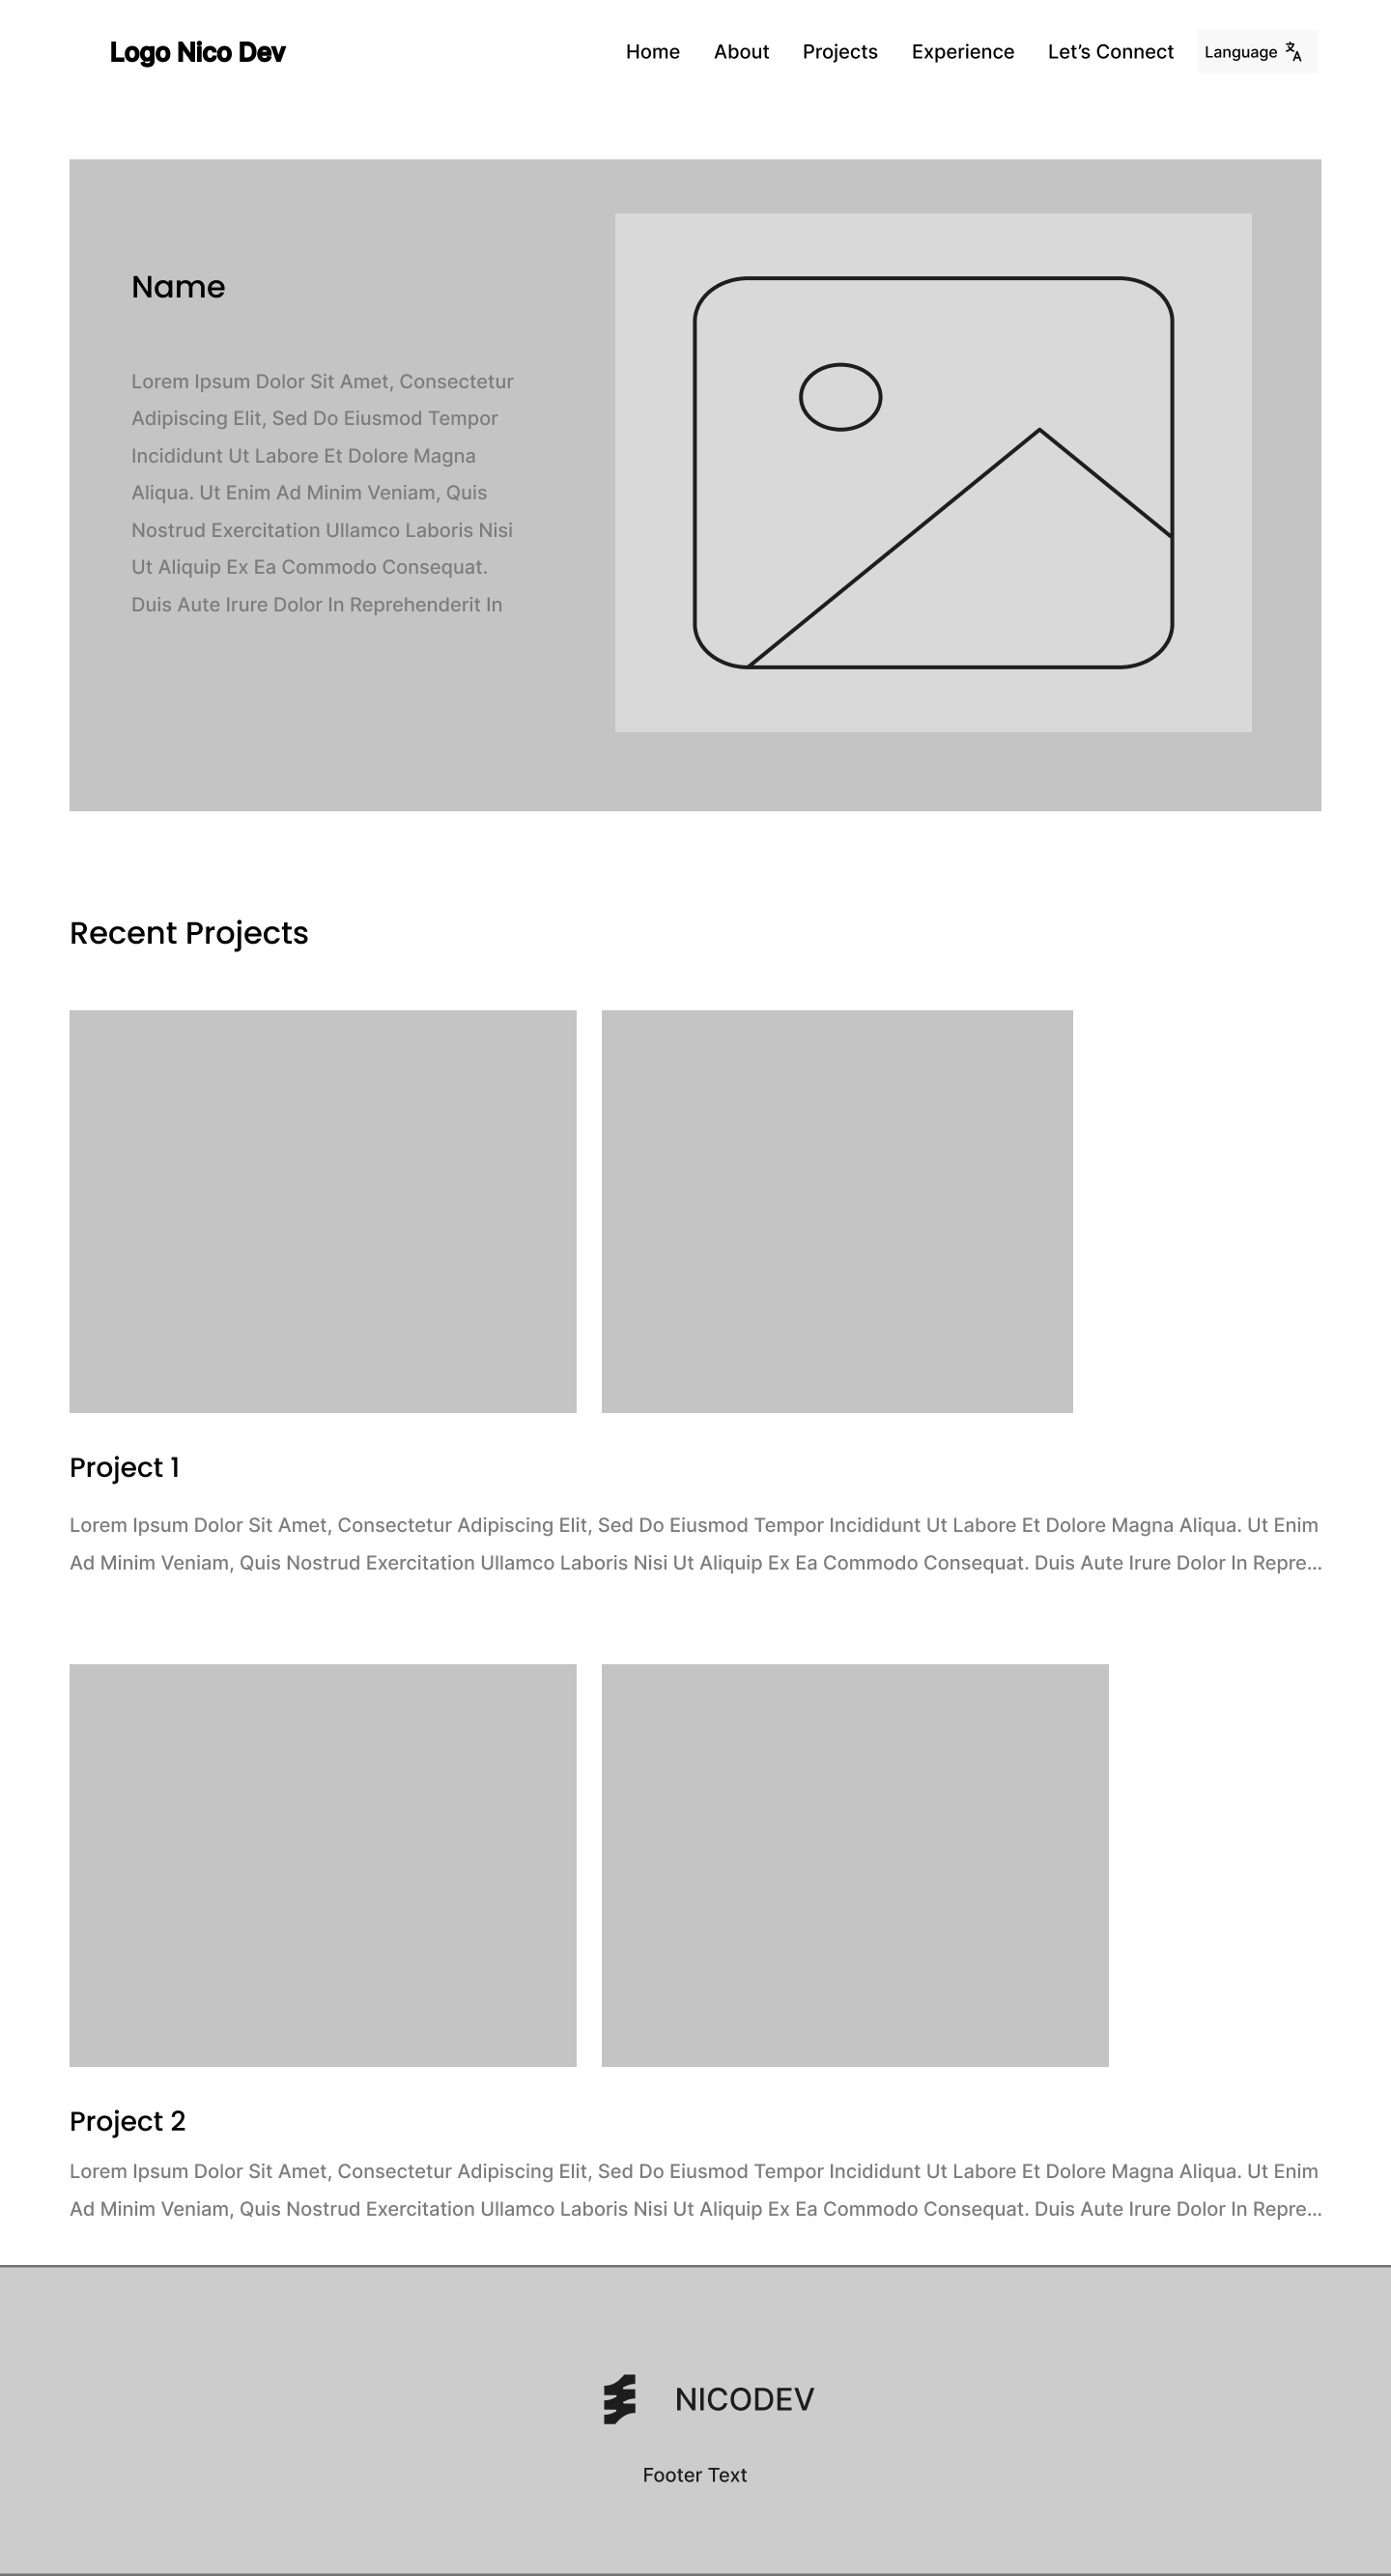 Logo Nico Dev
Home About Projects Experience Let’s Connect Language
Name
Lorem Ipsum Dolor Sit Amet, Consectetur
Adipiscing Elit, Sed Do Eiusmod Tempor
Incididunt Ut Labore Et Dolore Magna
Aliqua. Ut Enim Ad Minim Veniam, Quis
Nostrud Exercitation Ullamco Laboris Nisi
Ut Aliquip Ex Ea Commodo Consequat.
Duis Aute Irure Dolor In Reprehenderit In
Recent Projects
Project 1
Lorem Ipsum Dolor Sit Amet, Consectetur Adipiscing Elit, Sed Do Eiusmod Tempor Incididunt Ut Labore Et Dolore Magna Aliqua. Ut Enim
Ad Minim Veniam, Quis Nostrud Exercitation Ullamco Laboris Nisi Ut Aliquip Ex Ea Commodo Consequat. Duis Aute Irure Dolor In Repre...
Project 2
Lorem Ipsum Dolor Sit Amet, Consectetur Adipiscing Elit, Sed Do Eiusmod Tempor Incididunt Ut Labore Et Dolore Magna Aliqua. Ut Enim
Ad Minim Veniam, Quis Nostrud Exercitation Ullamco Laboris Nisi Ut Aliquip Ex Ea Commodo Consequat. Duis Aute Irure Dolor In Repre...
NICODEV
Footer Text